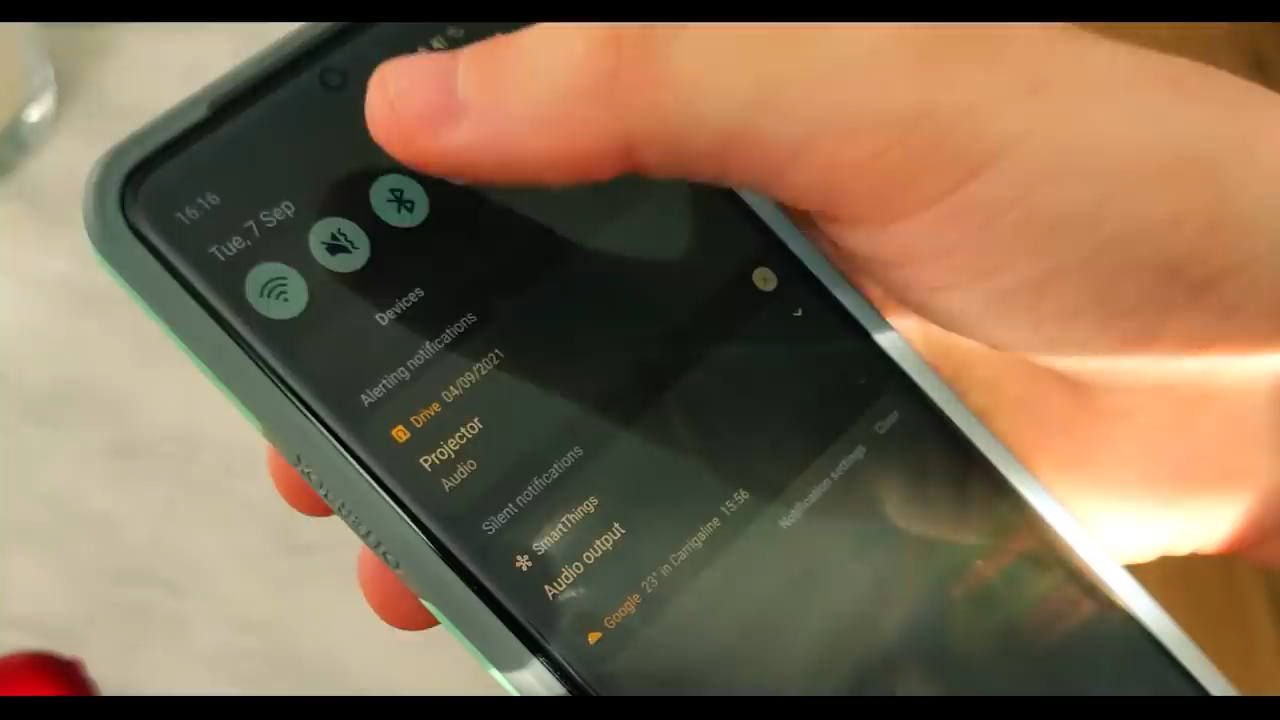 16:16
Tue, 7 Sep
Devices
Alerting notifications
Drive 04/09/2021
Projector
Audio
Silent notifications
SmartThings
Audio output
Google 23° in Carrigaline 15:56
Notification settings Clear
OTTERBOX